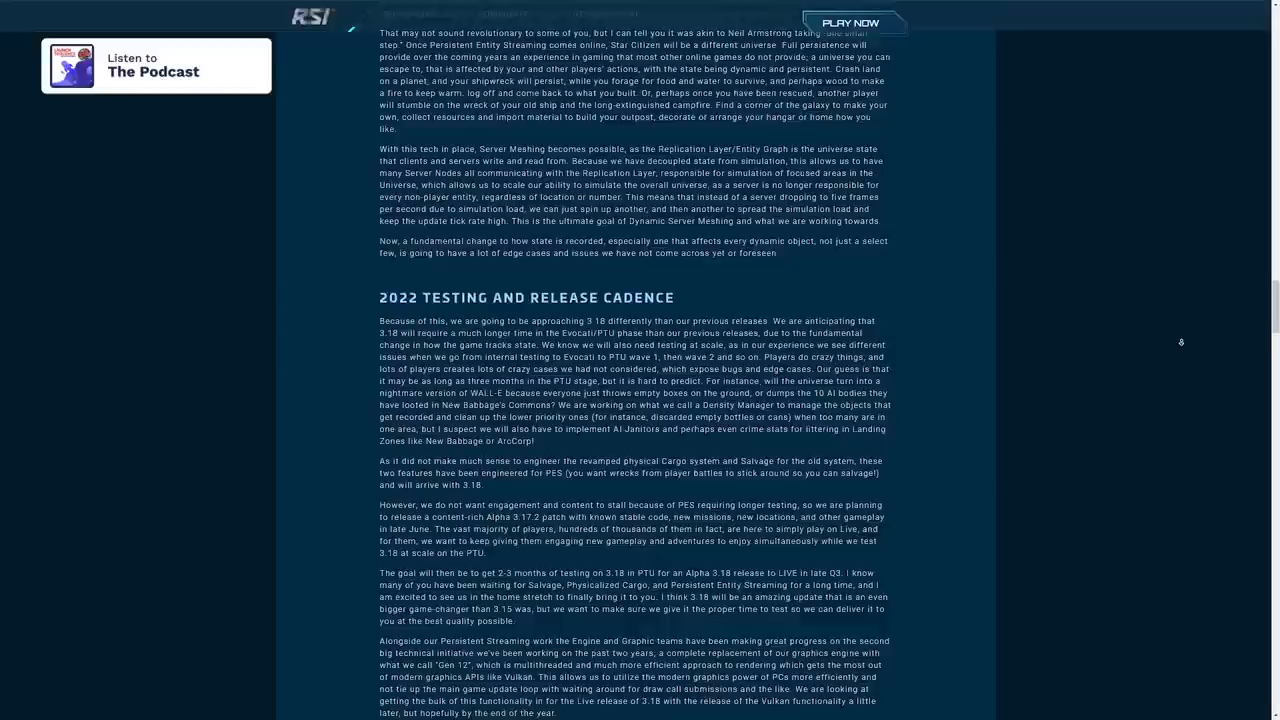 RSI
PLAY NOW
Listen to
The Podcast
That may not sound revolutionary to some of you, but I can tell you it was akin to Neil Armstrong taking "one small
step." Once Persistent Entity Streaming comes online, Star Citizen will be a different universe. Full persistence will
provide over the coming years an experience in gaming that most other online games do not provide; a universe you can
escape to, that is affected by your and other players' actions, with the state being dynamic and persistent. Crash land
on a planet, and your shipwreck will persist, while you forage for food and water to survive, and perhaps wood to make
a fire to keep warm. log off and come back to what you built. Or, perhaps once you have been rescued, another player
will stumble on the wreck of your old ship and the long-extinguished campfire. Find a corner of the galaxy to make your
own, collect resources and import material to build your outpost, decorate or arrange your hangar or home how you
like.
With this tech in place, Server Meshing becomes possible, as the Replication Layer/Entity Graph is the universe state
that clients and servers write and read from. Because we have decoupled state from simulation, this allows us to have
many Server Nodes all communicating with the Replication Layer, responsible for simulation of focused areas in the
Universe, which allows us to scale our ability to simulate the overall universe, as a server is no longer responsible for
every non-player entity, regardless of location or number. This means that instead of a server dropping to five frames
per second due to simulation load, we can just spin up another, and then another to spread the simulation load and
keep the update tick rate high. This is the ultimate goal of Dynamic Server Meshing and what we are working towards.
Now, a fundamental change to how state is recorded, especially one that affects every dynamic object, not just a select
few, is going to have a lot of edge cases and issues we have not come across yet or foreseen
2022 TESTING AND RELEASE CADENCE
Because of this, we are going to be approaching 3.18 differently than our previous releases. We are anticipating that
3.18 will require a much longer time in the Evocati/PTU phase than our previous releases, due to the fundamental
change in how the game tracks state. We know we will also need testing at scale, as in our experience we see different
issues when we go from internal testing to Evocati to PTU wave 1, then wave 2 and so on. Players do crazy things, and
lots of players creates lots of crazy cases we had not considered, which expose bugs and edge cases. Our guess is that
it may be as long as three months in the PTU stage, but it is hard to predict. For instance, will the universe turn into a
nightmare version of WALL-E because everyone just throws empty boxes on the ground, or dumps the 10 AI bodies they
have looted in New Babbage's Commons? We are working on what we call a Density Manager to manage the objects that
get recorded and clean up the lower priority ones (for instance, discarded empty bottles or cans) when too many are in
one area, but I suspect we will also have to implement AI Janitors and perhaps even crime stats for littering in Landing
Zones like New Babbage or ArcCorp!
As it did not make much sense to engineer the revamped physical Cargo system and Salvage for the old system, these
two features have been engineered for PES (you want wrecks from player battles to stick around so you can salvage!)
and will arrive with 3.18.
However, we do not want engagement and content to stall because of PES requiring longer testing, so we are planning
to release a content-rich Alpha 3.17.2 patch with known stable code, new missions, new locations, and other gameplay
in late June. The vast majority of players, hundreds of thousands of them in fact, are here to simply play on Live, and
for them, we want to keep giving them engaging new gameplay and adventures to enjoy simultaneously while we test
3.18 at scale on the PTU.
The goal will then be to get 2-3 months of testing on 3.18 in PTU for an Alpha 3.18 release to LIVE in late Q3. I know
many of you have been waiting for Salvage, Physicalized Cargo, and Persistent Entity Streaming for a long time, and I
am excited to see us in the home stretch to finally bring it to you. I think 3.18 will be an amazing update that is an even
bigger game-changer than 3.15 was, but we want to make sure we give it the proper time to test so we can deliver it to
you at the best quality possible.
Alongside our Persistent Streaming work the Engine and Graphic teams have been making great progress on the second
big technical initiative we've been working on the past two years, a complete replacement of our graphics engine with
what we call "Gen 12", which is multithreaded and much more efficient approach to rendering which gets the most out
of modern graphics APIs like Vulkan. This allows us to utilize the modern graphics power of PCs more efficiently and
not tie up the main game update loop with waiting around for draw call submissions and the like. We are looking at
getting the bulk of this functionality in for the Live release of 3.18 with the release of the Vulkan functionality a little
later, but hopefully by the end of the year.